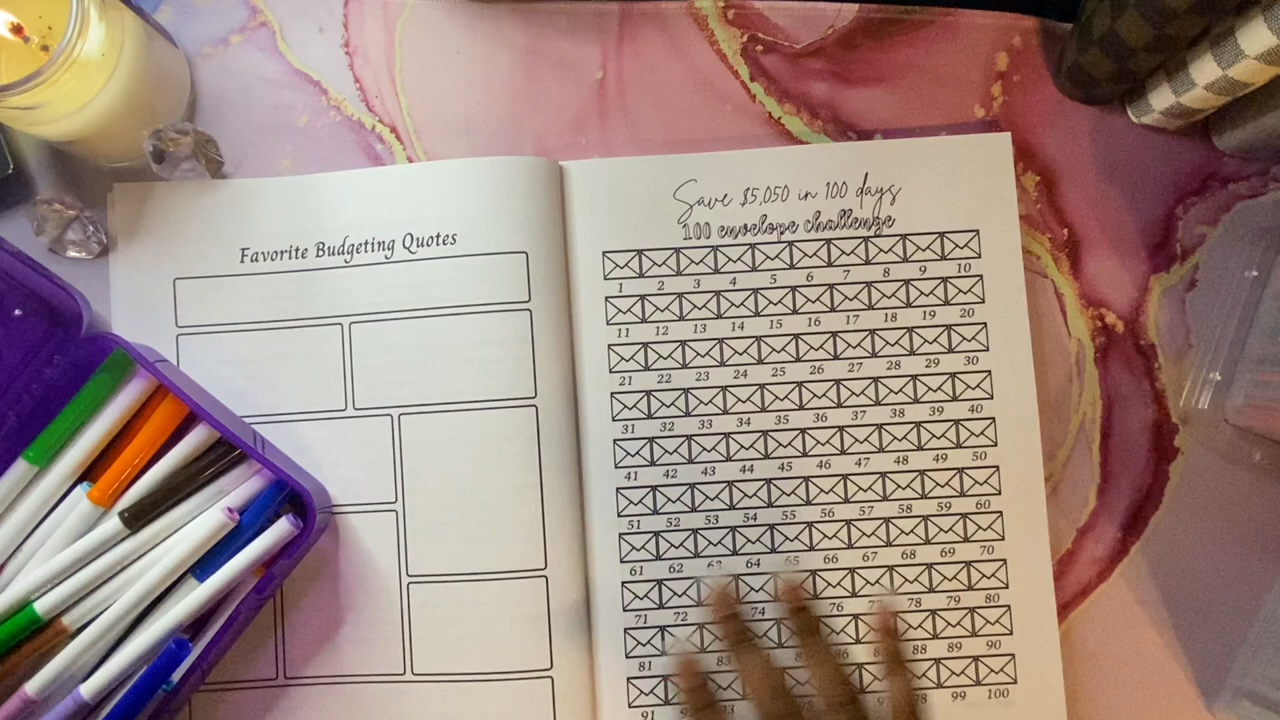 Favorite Budgeting Quotes
Save $5,050 in 100 days
100 envelope challenge
1 2 3 4 5 6 7 8 9 10
11 12 13 14 15 16 17 18 19 20
21 22 23 24 25 26 27 28 29 30
31 32 33 34 35 36 37 38 39 40
41 42 43 44 45 46 47 48 49 50
51 52 53 54 55 56 57 58 59 60
61 62 63 64 65 66 67 68 69 70
71 72 74 76 78 79 80
81 83 88 89 90
91 99 100